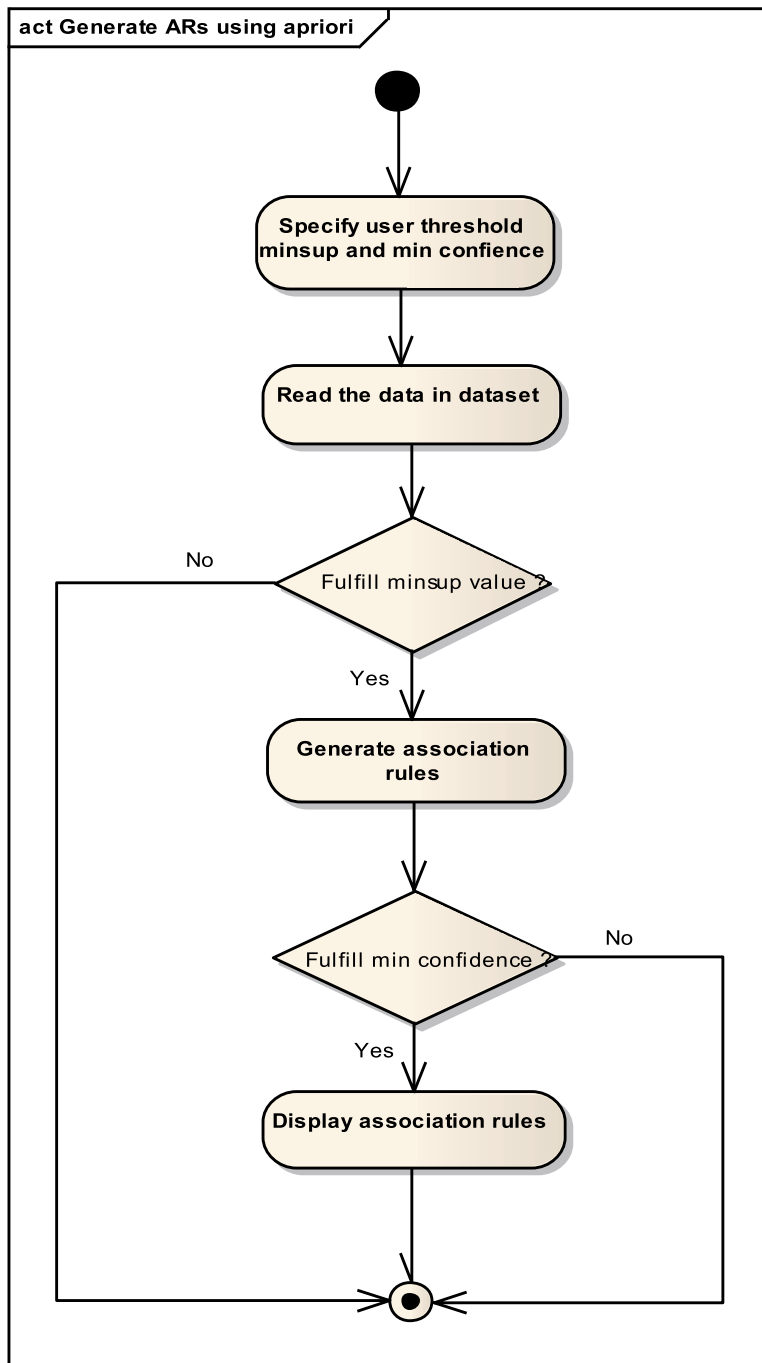 act Generate ARs using apriori
Specify user threshold
minsup and min confience
Read the data in dataset
No
Fulfill minsup value ?
Yes
Generate association
rules
No
Fulfill min confidence ?
Yes
Display association rules